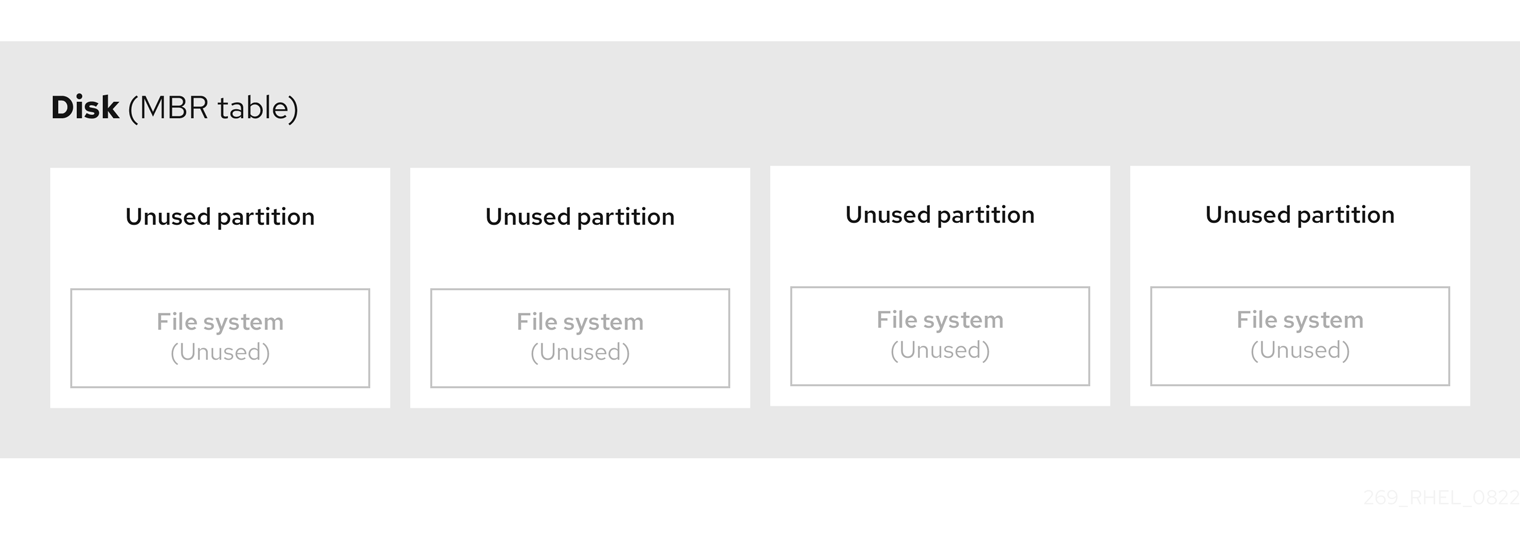 Disk (MBR table)
Unused partition
File system
(Unused)
Unused partition
File system
(Unused)
Unused partition
File system
(Unused)
Unused partition
File system
(Unused)
269_RHEL_0822